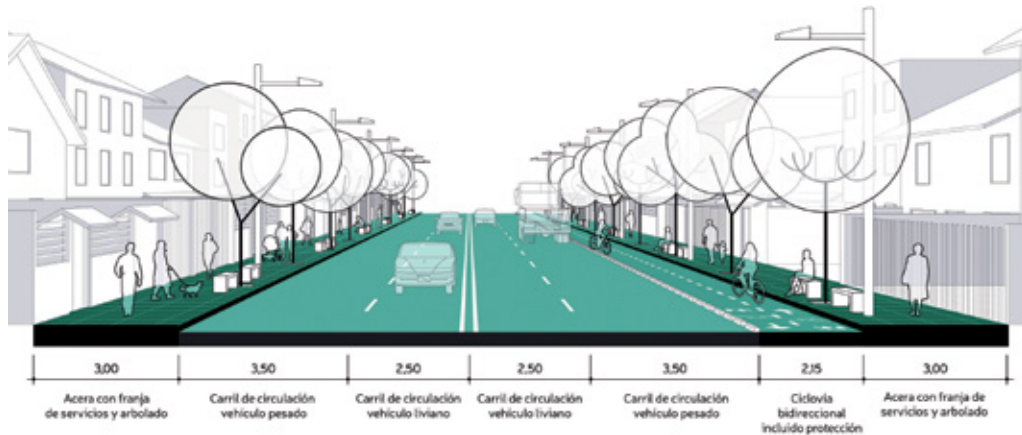 3,00
3,50
2,50
2,50
3,50
2,15
3,00
Acera con franja
de servicios y arbolado
Carril de circulación
vehículo pesado
Carril de circulación
vehículo liviano
Carril de circulación
vehículo liviano
Carril de circulación
vehículo pesado
Ciclovía
bidireccional
incluido protección
Acera con franja de
servicios y arbolado